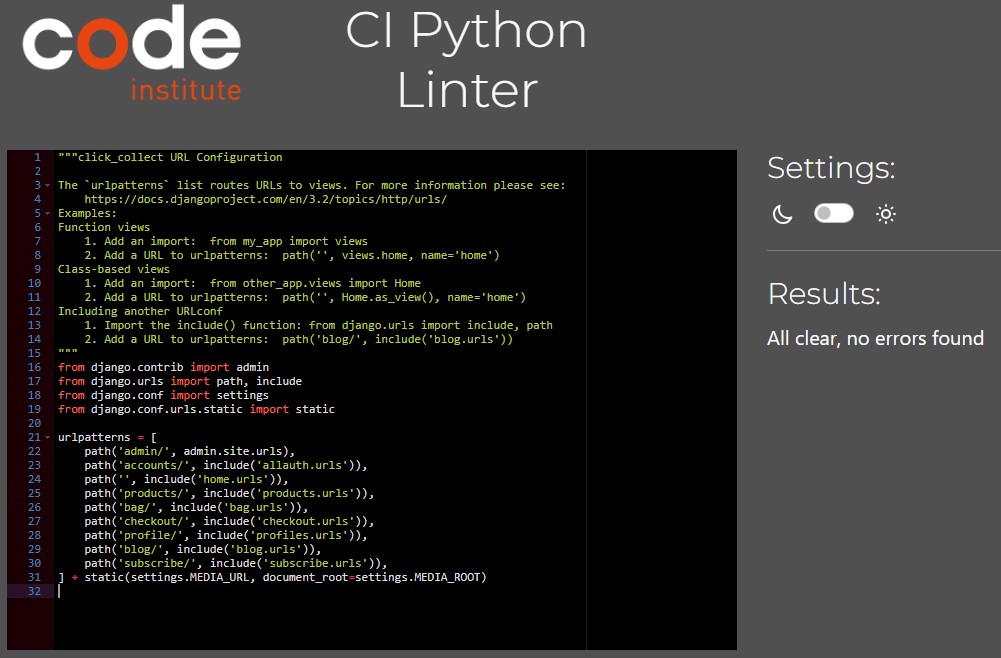 code
institute
CI Python
Linter
1 """click_collect URL Configuration
2
3 The `urlpatterns` list routes URLs to views. For more information please see:
4     https://docs.djangoproject.com/en/3.2/topics/http/urls/
5 Examples:
6 Function views
7     1. Add an import:  from my_app import views
8     2. Add a URL to urlpatterns:  path('', views.home, name='home')
9 Class-based views
10     1. Add an import:  from other_app.views import Home
11     2. Add a URL to urlpatterns:  path('', Home.as_view(), name='home')
12 Including another URLconf
13     1. Import the include() function: from django.urls import include, path
14     2. Add a URL to urlpatterns:  path('blog/', include('blog.urls'))
15 """
16 from django.contrib import admin
17 from django.urls import path, include
18 from django.conf import settings
19 from django.conf.urls.static import static
20
21 urlpatterns = [
22     path('admin/', admin.site.urls),
23     path('accounts/', include('allauth.urls')),
24     path('', include('home.urls')),
25     path('products/', include('products.urls')),
26     path('bag/', include('bag.urls')),
27     path('checkout/', include('checkout.urls')),
28     path('profile/', include('profiles.urls')),
29     path('blog/', include('blog.urls')),
30     path('subscribe/', include('subscribe.urls')),
31 ] + static(settings.MEDIA_URL, document_root=settings.MEDIA_ROOT)
32
Settings:
Results:
All clear, no errors found